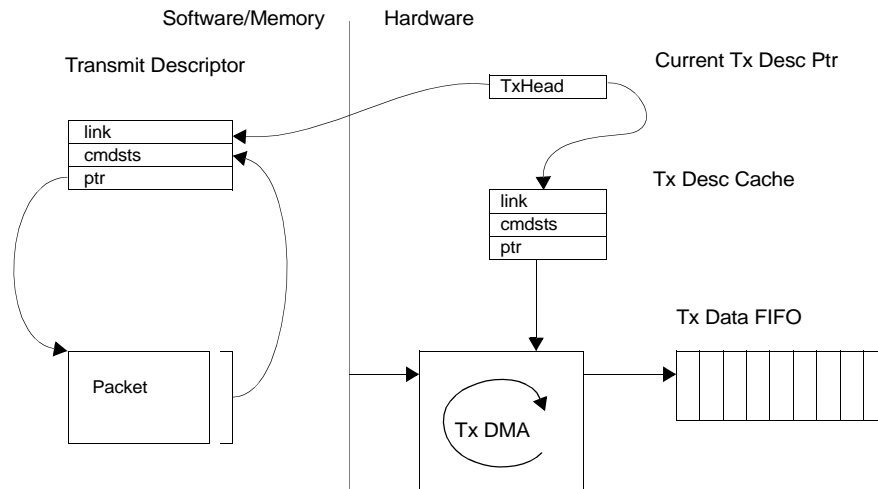 Software/Memory
Hardware
Transmit Descriptor
Current Tx Desc Ptr
TxHead
link
cmdsts
ptr
Tx Desc Cache
link
cmdsts
ptr
Tx Data FIFO
Packet
Tx DMA